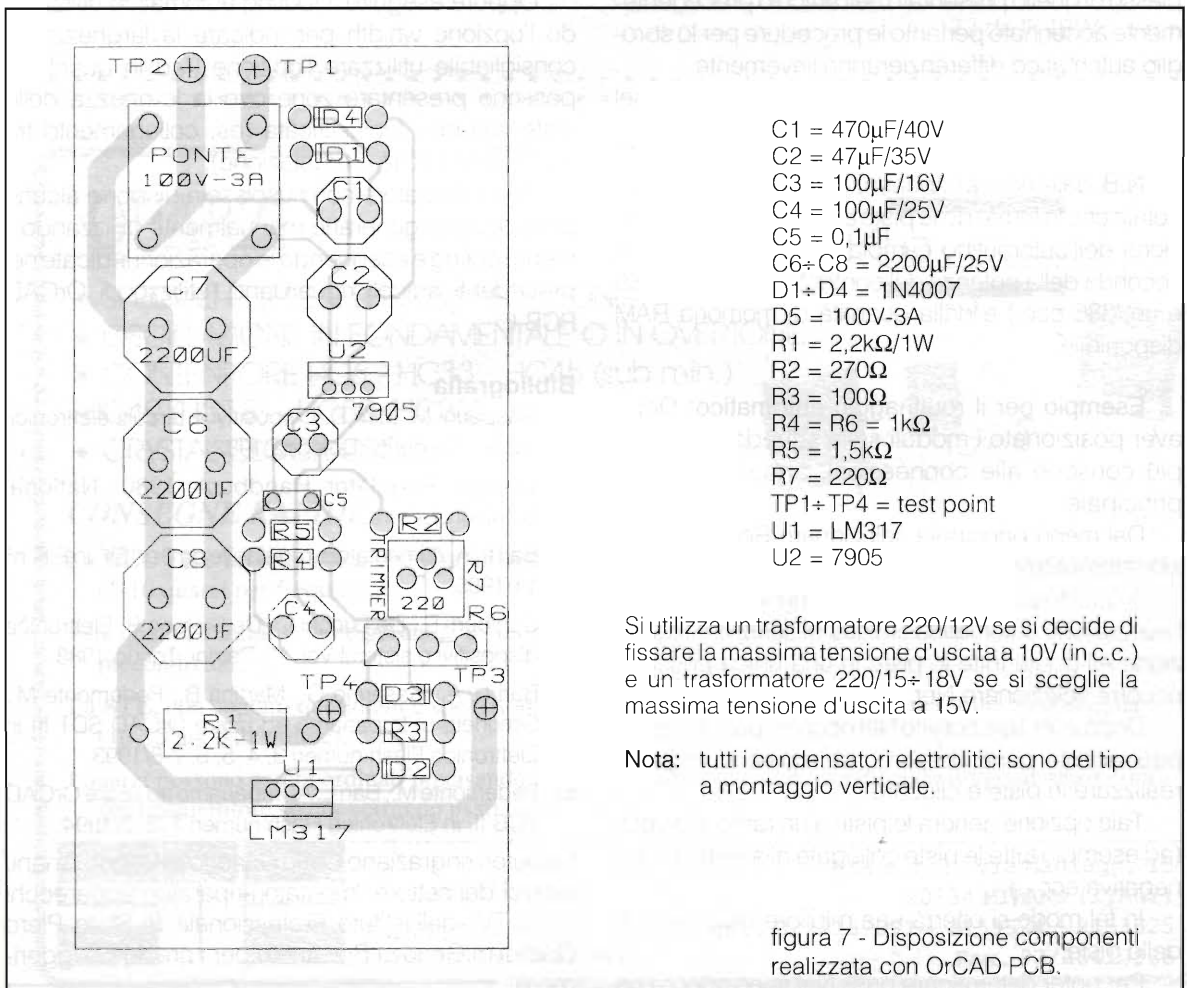 TP2 TP1
D4
PONTE
100V-3A
D1
C1
C7
C2
2200UF
U2
7905
C6
C3
2200UF
C5
R5
R2
C8
R4
TRIMMER
R7
220
C4
R6
2200UF
TP4
D3
TP3
R1
2.2K-1W
R3
U1
D2
LM317
C1 = 470µF/40V
C2 = 47µF/35V
C3 = 100µF/16V
C4 = 100µF/25V
C5 = 0,1µF
C6÷C8 = 2200µF/25V
D1÷D4 = 1N4007
D5 = 100V-3A
R1 = 2,2kΩ/1W
R2 = 270Ω
R3 = 100Ω
R4 = R6 = 1kΩ
R5 = 1,5kΩ
R7 = 220Ω
TP1÷TP4 = test point
U1 = LM317
U2 = 7905
Si utilizza un trasformatore 220/12V se si decide di
fissare la massima tensione d'uscita a 10V (in c.c.)
e un trasformatore 220/15÷18V se si sceglie la
massima tensione d'uscita a 15V.
Nota: tutti i condensatori elettrolitici sono del tipo
a montaggio verticale.
figura 7 - Disposizione componenti
realizzata con OrCAD PCB.